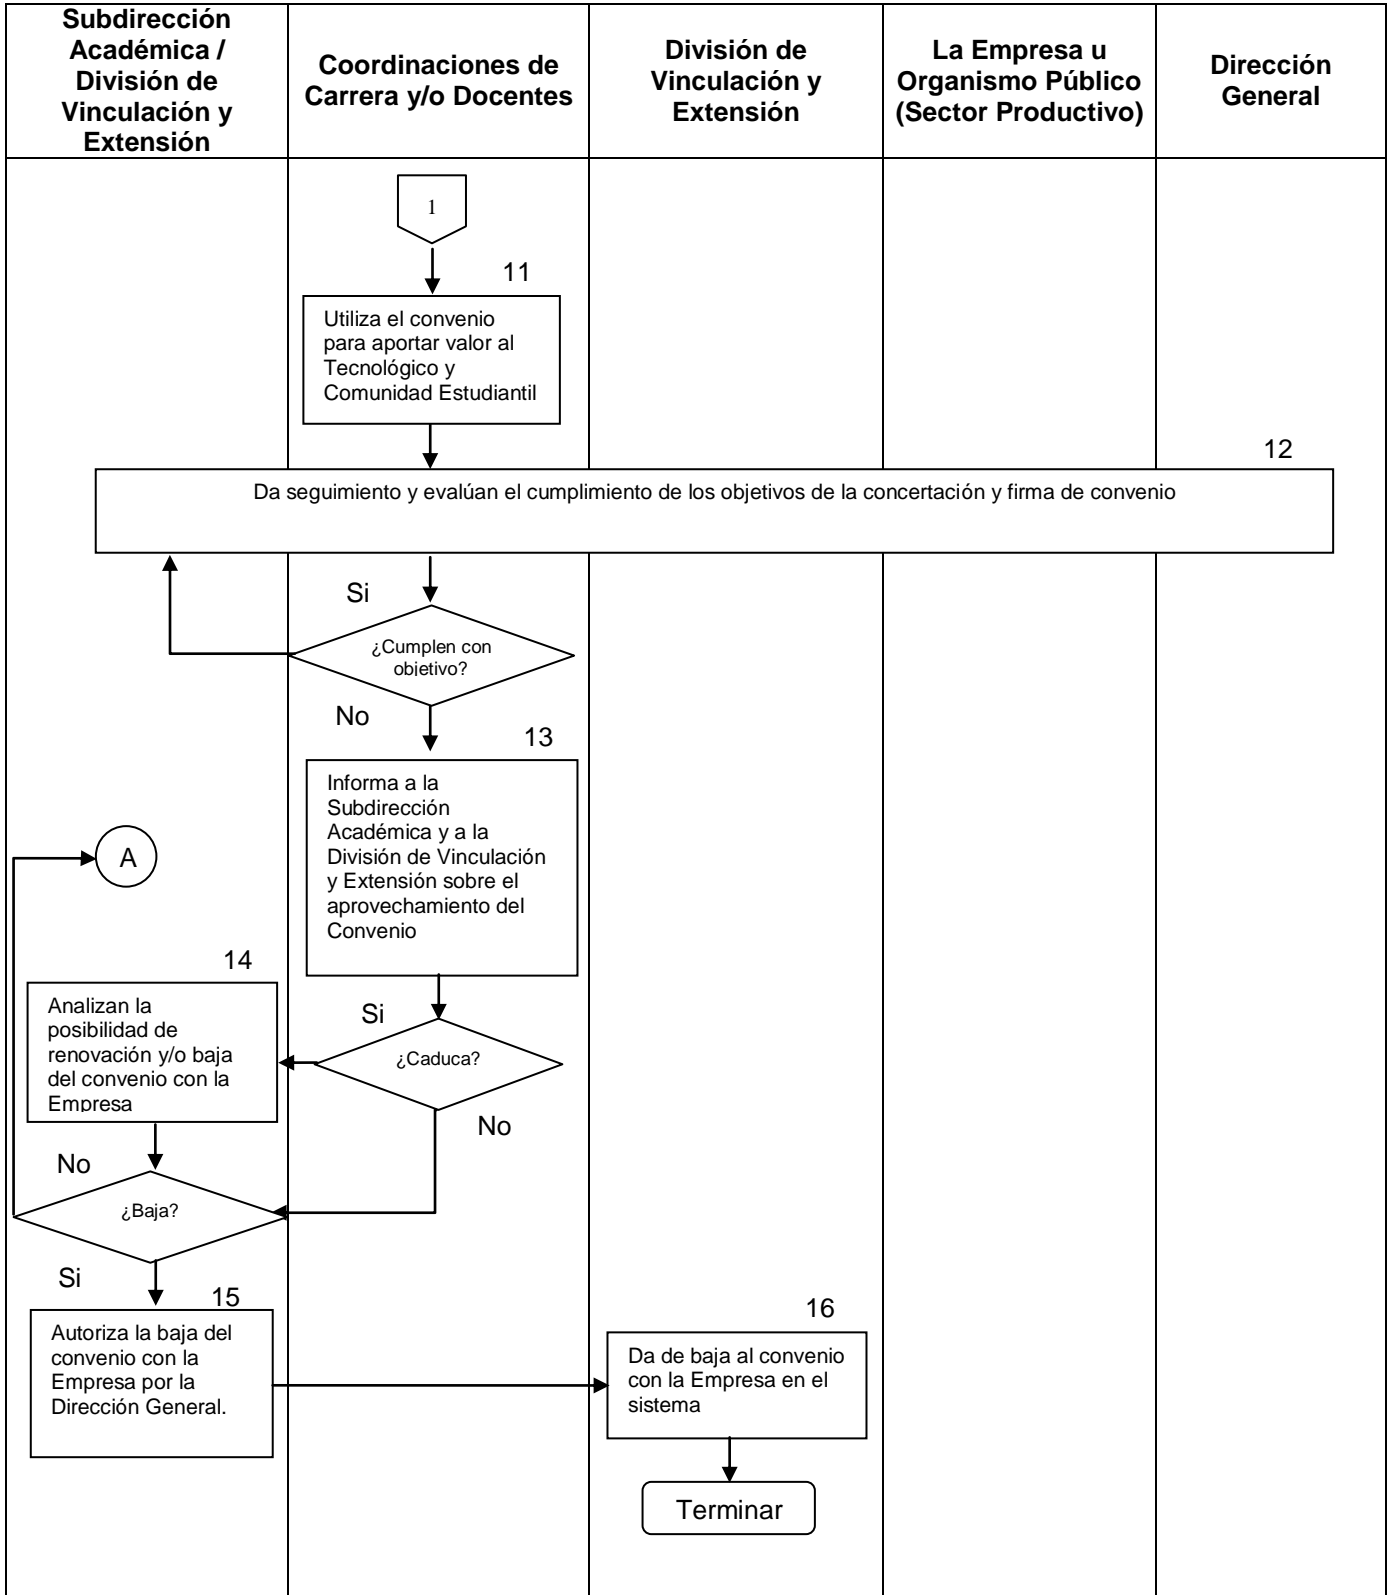 Subdirección
Académica /
División de
Vinculación y
Extensión
Coordinaciones de
Carrera y/o Docentes
División de
Vinculación y
Extensión
La Empresa u
Organismo Público
(Sector Productivo)
Dirección
General
1
11
Utiliza el convenio
para aportar valor al
Tecnológico y
Comunidad Estudiantil
12
Da seguimiento y evalúan el cumplimiento de los objetivos de la concertación y firma de convenio
Si
¿Cumplen con
objetivo?
No
13
Informa a la
Subdirección
Académica y a la
División de Vinculación
y Extensión sobre el
aprovechamiento del
Convenio
A
14
Analizan la
posibilidad de
renovación y/o baja
del convenio con la
Empresa
Si
¿Caduca?
No
No
¿Baja?
Si
15
Autoriza la baja del
convenio con la
Empresa por la
Dirección General.
16
Da de baja al convenio
con la Empresa en el
sistema
Terminar